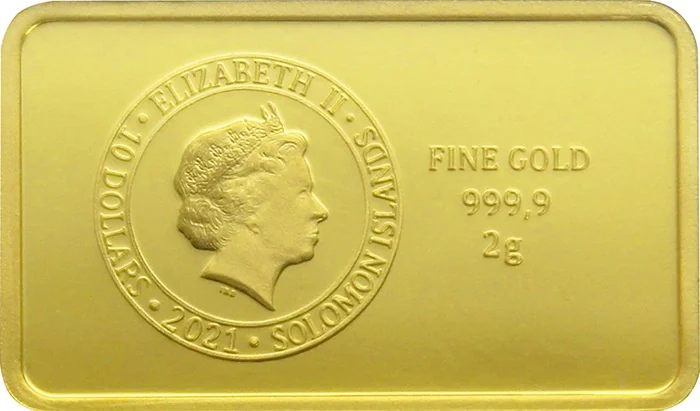 ELIZABETH II • SOLOMON ISLANDS • 2021 • 10 DOLLARS •
FINE GOLD
999,9
2g